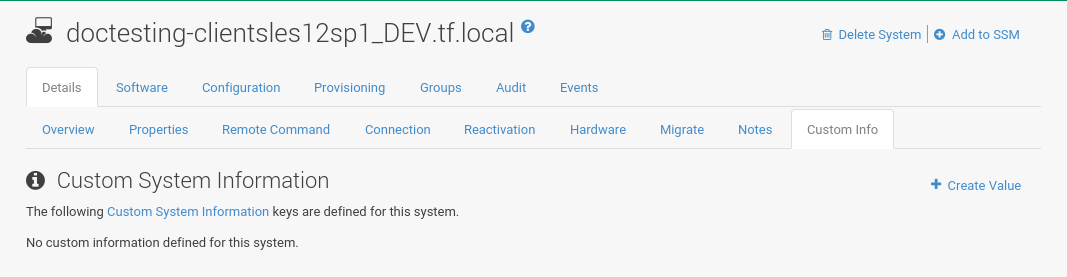 doctesting-clientsles12sp1_DEV.tf.local ?
Delete System | Add to SSM
Details Software Configuration Provisioning Groups Audit Events
Overview Properties Remote Command Connection Reactivation Hardware Migrate Notes Custom Info
Custom System Information
Create Value
The following Custom System Information keys are defined for this system.
No custom information defined for this system.